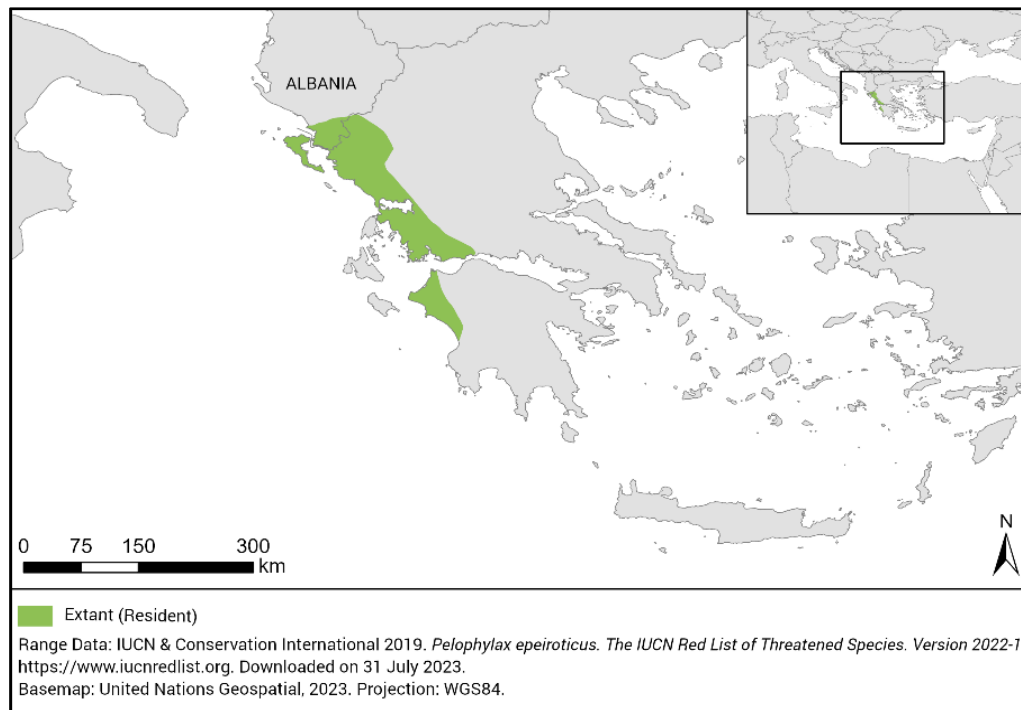 ALBANIA
N
0 75 150 300
km
Extant (Resident)
Range Data: IUCN & Conservation International 2019. Pelophylax epeiroticus. The IUCN Red List of Threatened Species. Version 2022-1
https://www.iucnredlist.org. Downloaded on 31 July 2023.
Basemap: United Nations Geospatial, 2023. Projection: WGS84.